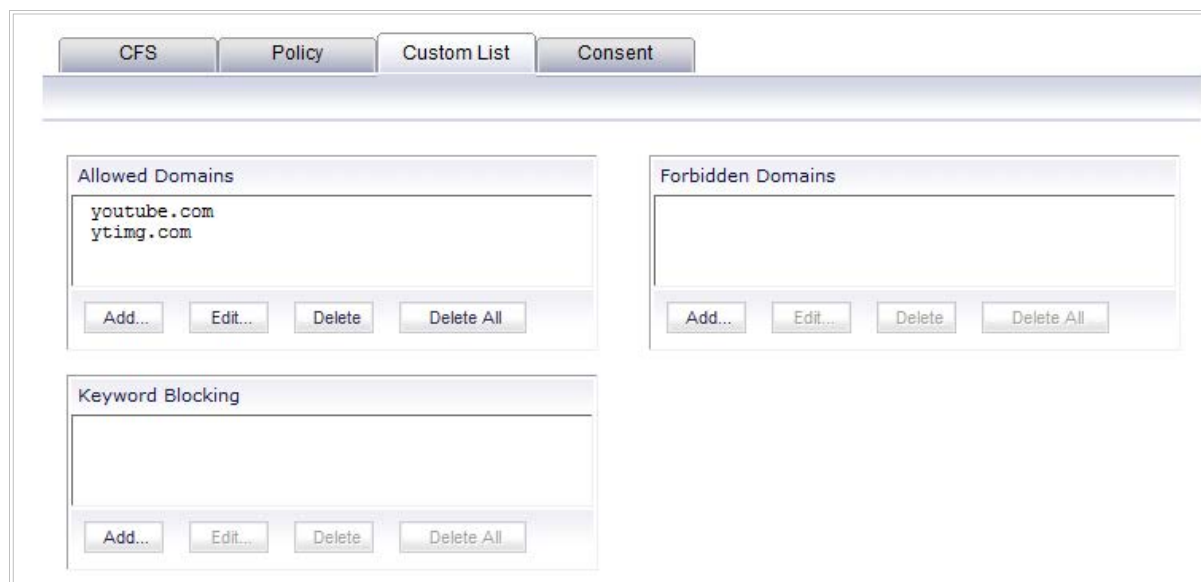 CFS Policy Custom List Consent
Allowed Domains
youtube.com
ytimg.com
Add... Edit... Delete Delete All
Forbidden Domains
Add... Edit... Delete Delete All
Keyword Blocking
Add... Edit... Delete Delete All